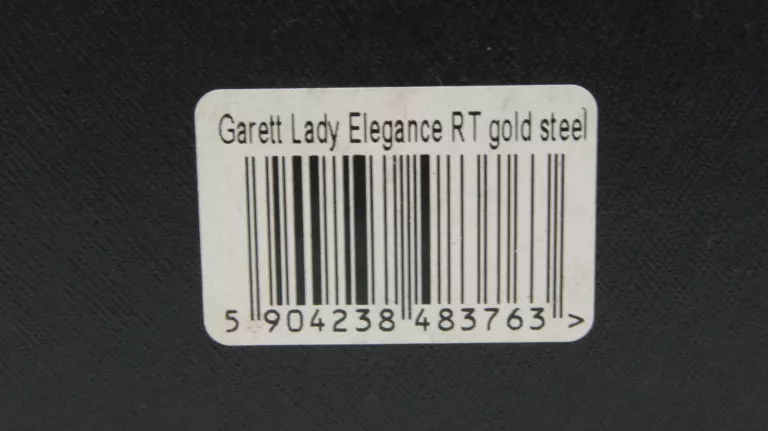 Garett Lady Elegance RT gold steel
5 904238 483763 >